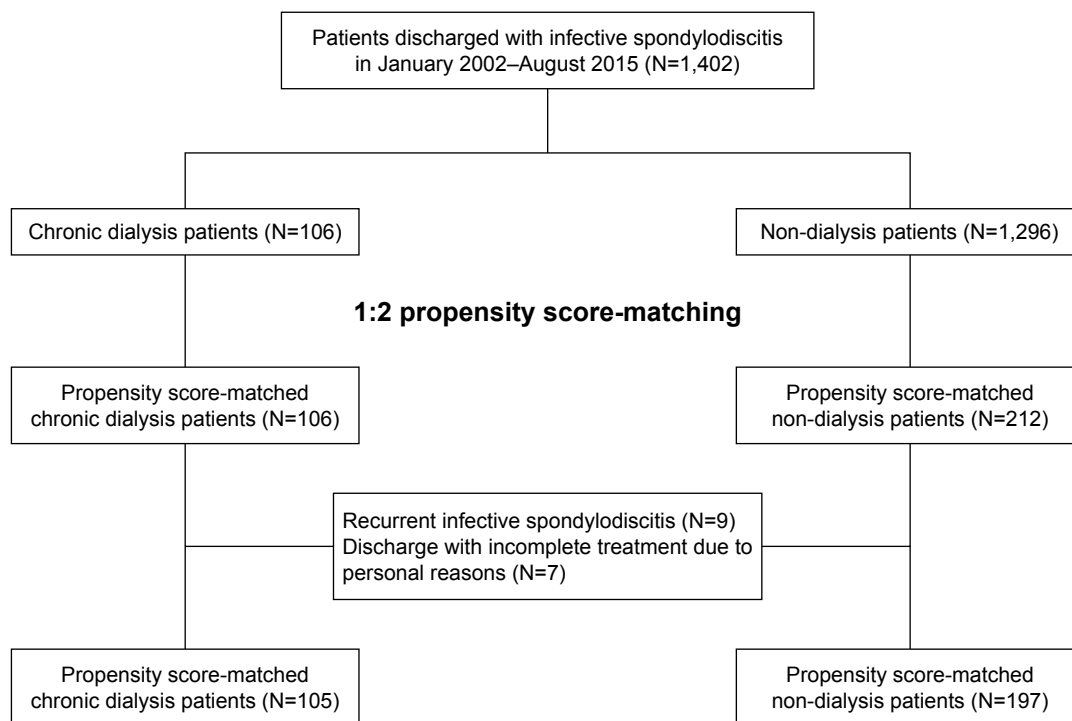 Patients discharged with infective spondylodiscitis
in January 2002–August 2015 (N=1,402)
Chronic dialysis patients (N=106)
Non-dialysis patients (N=1,296)
1:2 propensity score-matching
Propensity score-matched
chronic dialysis patients (N=106)
Propensity score-matched
non-dialysis patients (N=212)
Recurrent infective spondylodiscitis (N=9)
Discharge with incomplete treatment due to
personal reasons (N=7)
Propensity score-matched
chronic dialysis patients (N=105)
Propensity score-matched
non-dialysis patients (N=197)